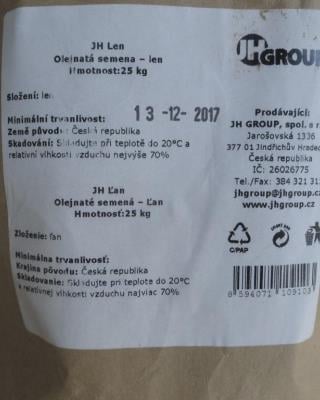 JH Len
Olejnatá semena – len
Hmotnost:25 kg
JHGROUP
Složení: len
Minimální trvanlivost: 13 -12- 2017
Země původu: Česká republika
Skladování: Skladujte při teplotě do 20°C a
relativní vlhkosti vzduchu nejvýše 70%
Prodávající:
JH GROUP, spol. s r.
Jarošovská 1336
377 01 Jindřichův Hradec
Česká republika
IČ: 26026775
Tel./Fax: 384 321 31
jhgroup@jhgroup.cz
www.jhgroup.cz
JH Ľan
Olejnaté semená – Ľan
Hmotnosť:25 kg
Zloženie: ľan
Minimálna trvanlivosť:
Krajina pôvodu: Česká republika
Skladovanie: Skladujte pri teplote do 20°C
a relatívnej vlhkosti vzduchu najviac 70%
C/PAP
8 594071 109103